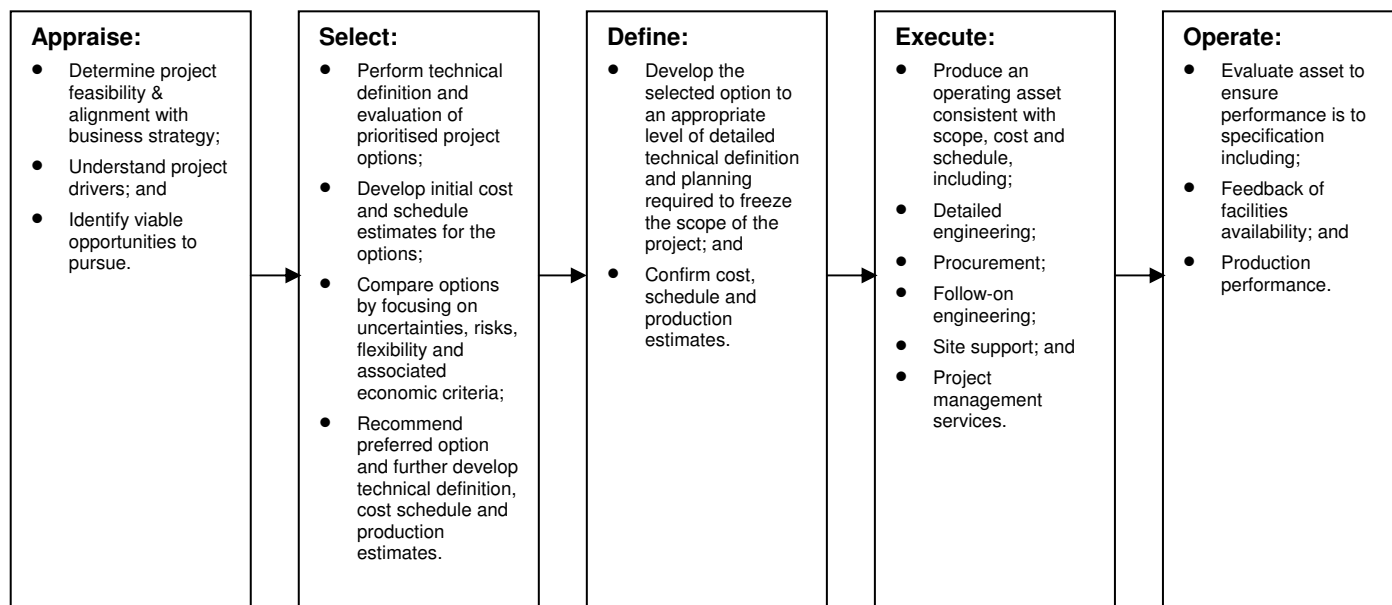 Appraise:
● Determine project
feasibility &
alignment with
business strategy;
● Understand project
drivers; and
● Identify viable
opportunities to
pursue.
Select:
● Perform technical
definition and
evaluation of
prioritised project
options;
● Develop initial cost
and schedule
estimates for the
options;
● Compare options
by focusing on
uncertainties, risks,
flexibility and
associated
economic criteria;
● Recommend
preferred option
and further develop
technical definition,
cost schedule and
production
estimates.
Define:
● Develop the
selected option to
an appropriate
level of detailed
technical definition
and planning
required to freeze
the scope of the
project; and
● Confirm cost,
schedule and
production
estimates.
Execute:
● Produce an
operating asset
consistent with
scope, cost and
schedule,
including;
● Detailed
engineering;
● Procurement;
● Follow-on
engineering;
● Site support; and
● Project
management
services.
Operate:
● Evaluate asset to
ensure
performance is to
specification
including;
● Feedback of
facilities
availability; and
● Production
performance.